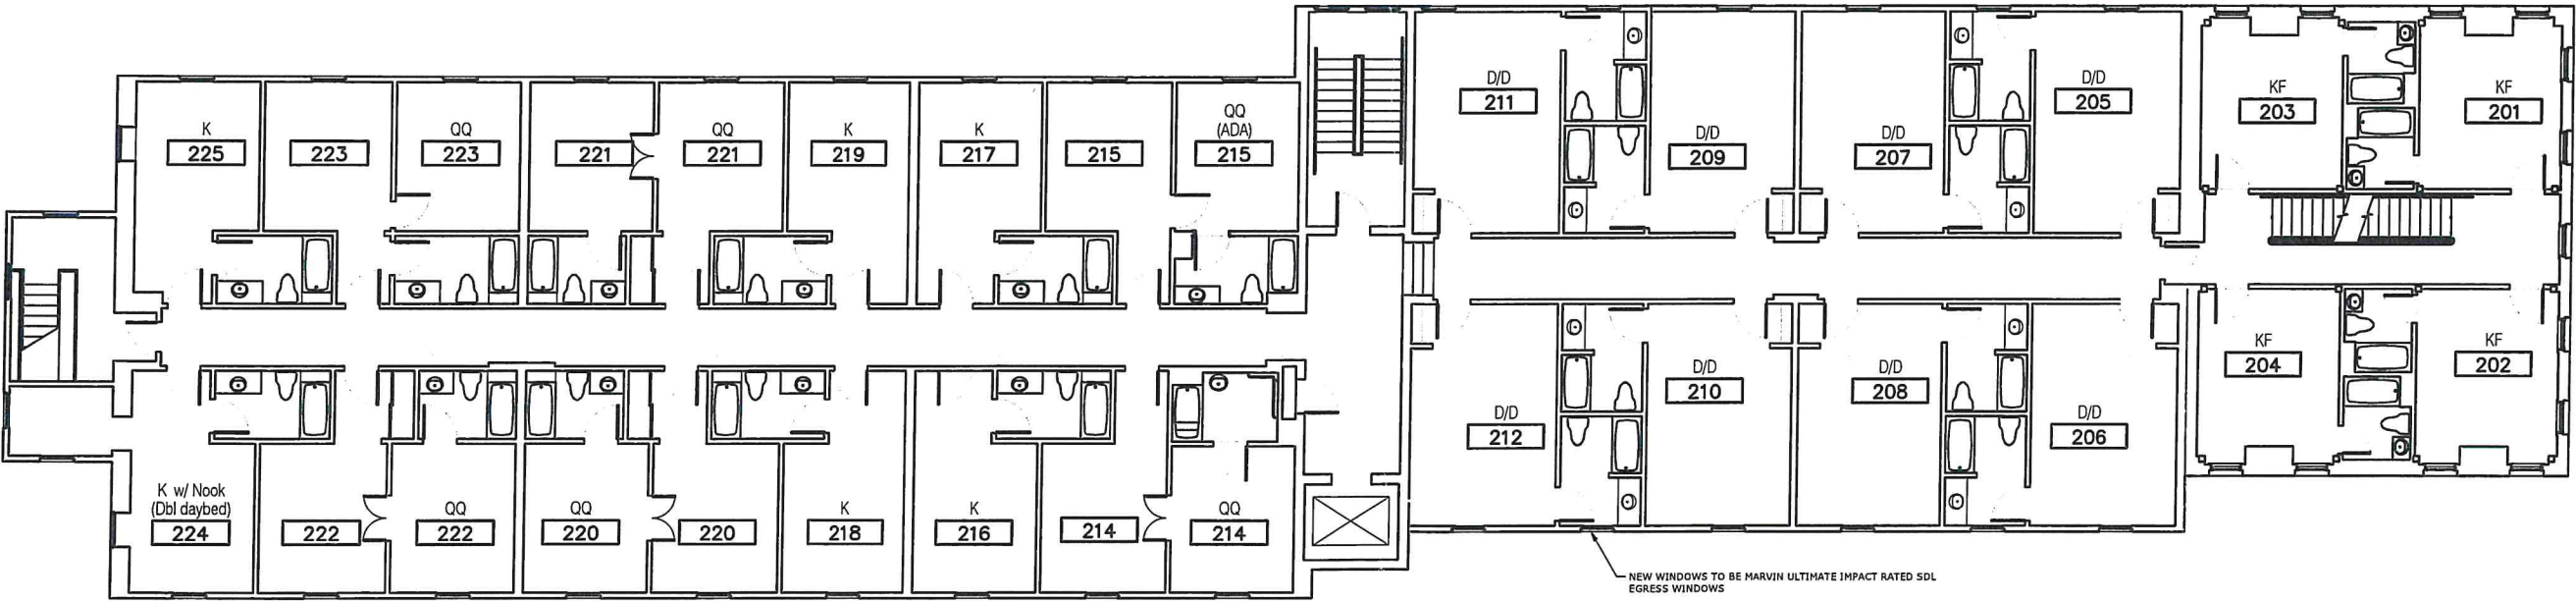 K
225
223
QQ
223
221
QQ
221
K
219
K
217
215
QQ
(ADA)
215
D/D
211
D/D
209
D/D
207
D/D
205
KF
203
KF
201
K w/ Nook
(Dbl daybed)
224
222
QQ
222
QQ
220
220
K
218
K
216
214
QQ
214
D/D
212
D/D
210
D/D
208
D/D
206
KF
204
KF
202
NEW WINDOWS TO BE MARVIN ULTIMATE IMPACT RATED SDL
EGRESS WINDOWS